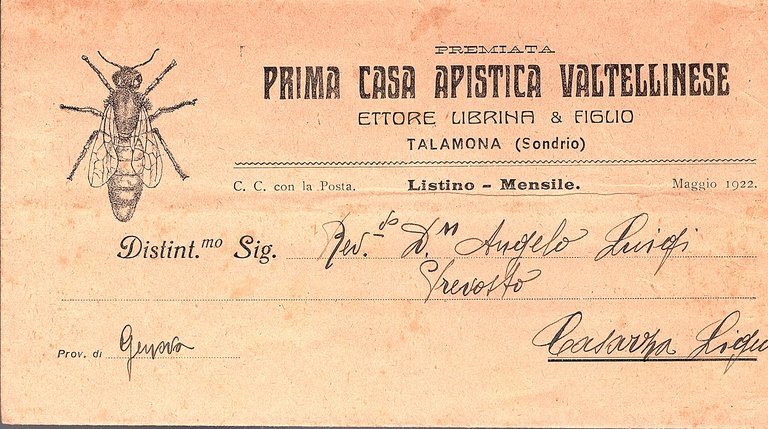 PREMIATA
PRIMA CASA APISTICA VALTELLINESE
ETTORE LIBRINA & FIGLIO
TALAMONA (Sondrio)
C. C. con la Posta. Listino - Mensile. Maggio 1922.
Distint.mo Sig. Rev.do D.n Angelo Luigi
Prevosto
Prov. di Genova Casarza Ligu